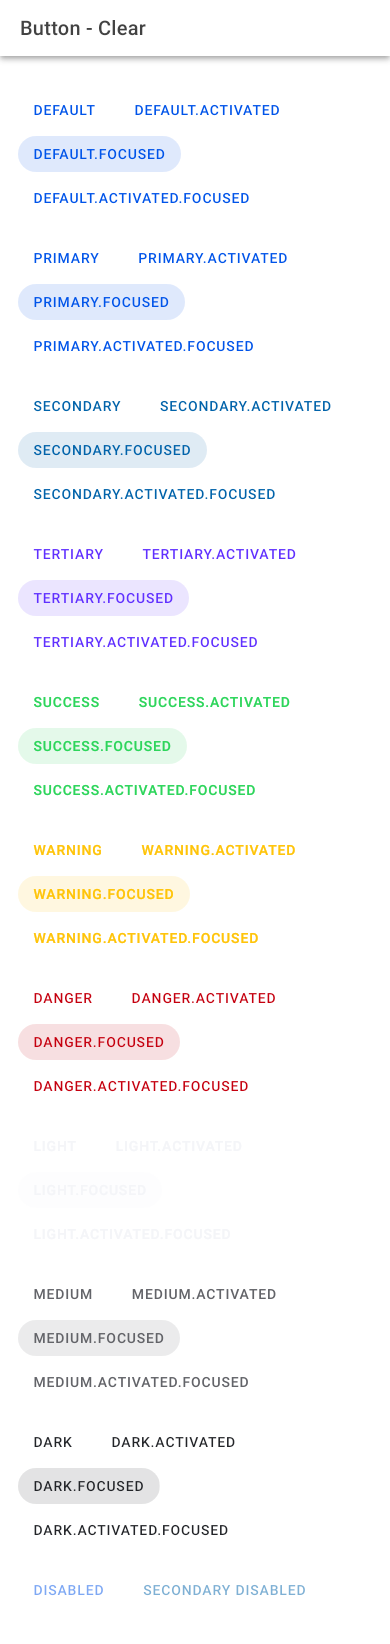 Button - Clear
DEFAULT DEFAULT.ACTIVATED
DEFAULT.FOCUSED
DEFAULT.ACTIVATED.FOCUSED
PRIMARY PRIMARY.ACTIVATED
PRIMARY.FOCUSED
PRIMARY.ACTIVATED.FOCUSED
SECONDARY SECONDARY.ACTIVATED
SECONDARY.FOCUSED
SECONDARY.ACTIVATED.FOCUSED
TERTIARY TERTIARY.ACTIVATED
TERTIARY.FOCUSED
TERTIARY.ACTIVATED.FOCUSED
SUCCESS SUCCESS.ACTIVATED
SUCCESS.FOCUSED
SUCCESS.ACTIVATED.FOCUSED
WARNING WARNING.ACTIVATED
WARNING.FOCUSED
WARNING.ACTIVATED.FOCUSED
DANGER DANGER.ACTIVATED
DANGER.FOCUSED
DANGER.ACTIVATED.FOCUSED
LIGHT LIGHT.ACTIVATED
LIGHT.FOCUSED
LIGHT.ACTIVATED.FOCUSED
MEDIUM MEDIUM.ACTIVATED
MEDIUM.FOCUSED
MEDIUM.ACTIVATED.FOCUSED
DARK DARK.ACTIVATED
DARK.FOCUSED
DARK.ACTIVATED.FOCUSED
DISABLED SECONDARY DISABLED